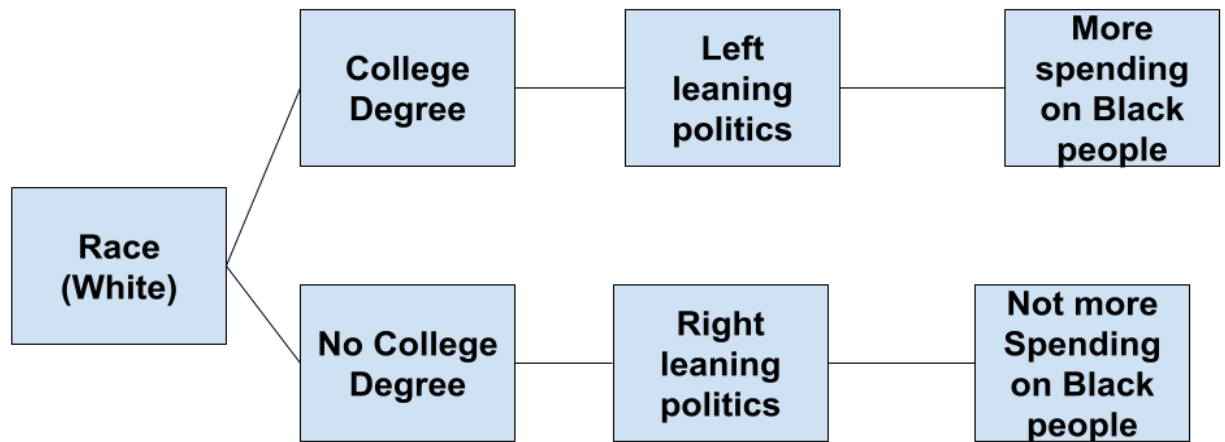 Race
(White)
College
Degree
Left
leaning
politics
More
spending
on Black
people
No College
Degree
Right
leaning
politics
Not more
Spending
on Black
people